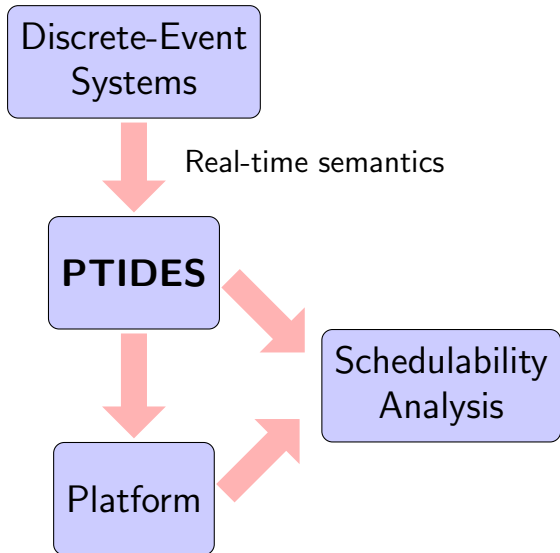 Discrete-Event
Systems
Real-time semantics
PTIDES
Schedulability
Analysis
Platform